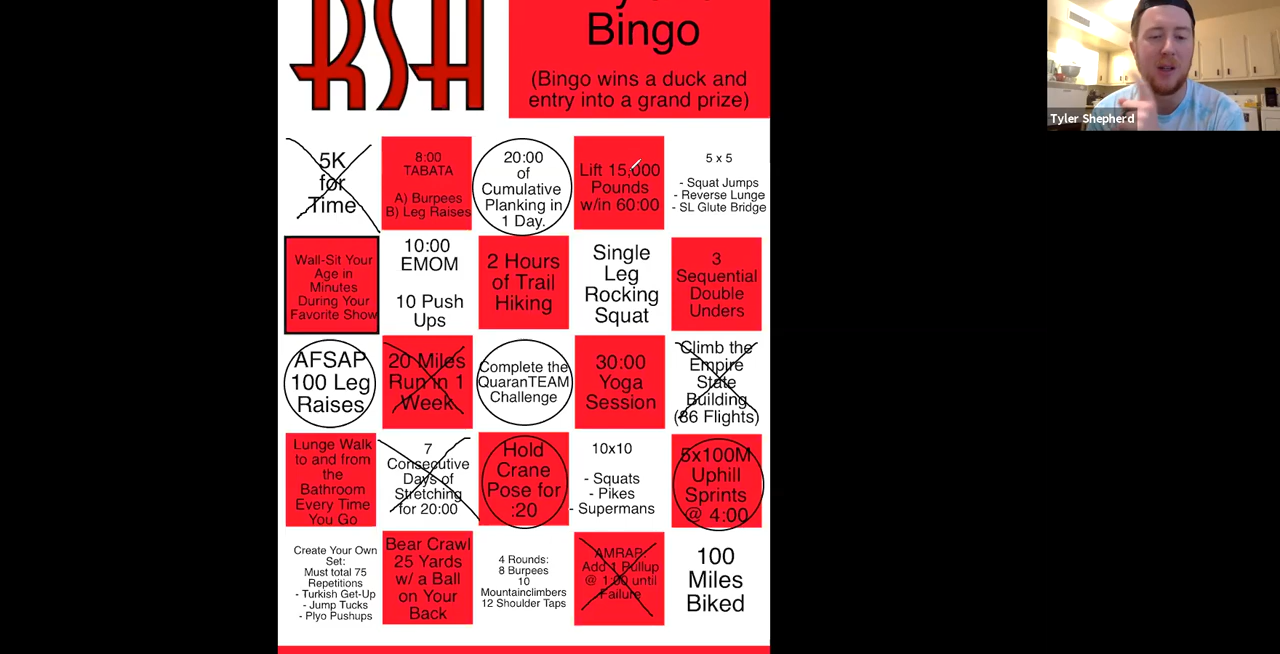 RSH
Bingo
(Bingo wins a duck and
entry into a grand prize)
Tyler Shepherd
5K
for
Time
8:00
TABATA
A) Burpees
B) Leg Raises
20:00
of
Cumulative
Planking in
1 Day.
Lift 15,000
Pounds
w/in 60:00
5 x 5
- Squat Jumps
- Reverse Lunge
- SL Glute Bridge
Wall-Sit Your
Age in
Minutes
During Your
Favorite Show
10:00
EMOM
10 Push
Ups
2 Hours
of Trail
Hiking
Single
Leg
Rocking
Squat
3
Sequential
Double
Unders
AFSAP
100 Leg
Raises
20 Miles
Run in 1
Week
Complete the
QuaranTEAM
Challenge
30:00
Yoga
Session
Climb the
Empire
State
Building
(86 Flights)
Lunge Walk
to and from
the
Bathroom
Every Time
You Go
7
Consecutive
Days of
Stretching
for 20:00
Hold
Crane
Pose for
:20
10x10
- Squats
- Pikes
- Supermans
5x100M
Uphill
Sprints
@ 4:00
Create Your Own
Set:
Must total 75
Repetitions
- Turkish Get-Up
- Jump Tucks
- Plyo Pushups
Bear Crawl
25 Yards
w/ a Ball
on Your
Back
4 Rounds:
8 Burpees
10
Mountainclimbers
12 Shoulder Taps
AMRAP:
Add 1 Pullup
@ 1:00 until
Failure
100
Miles
Biked